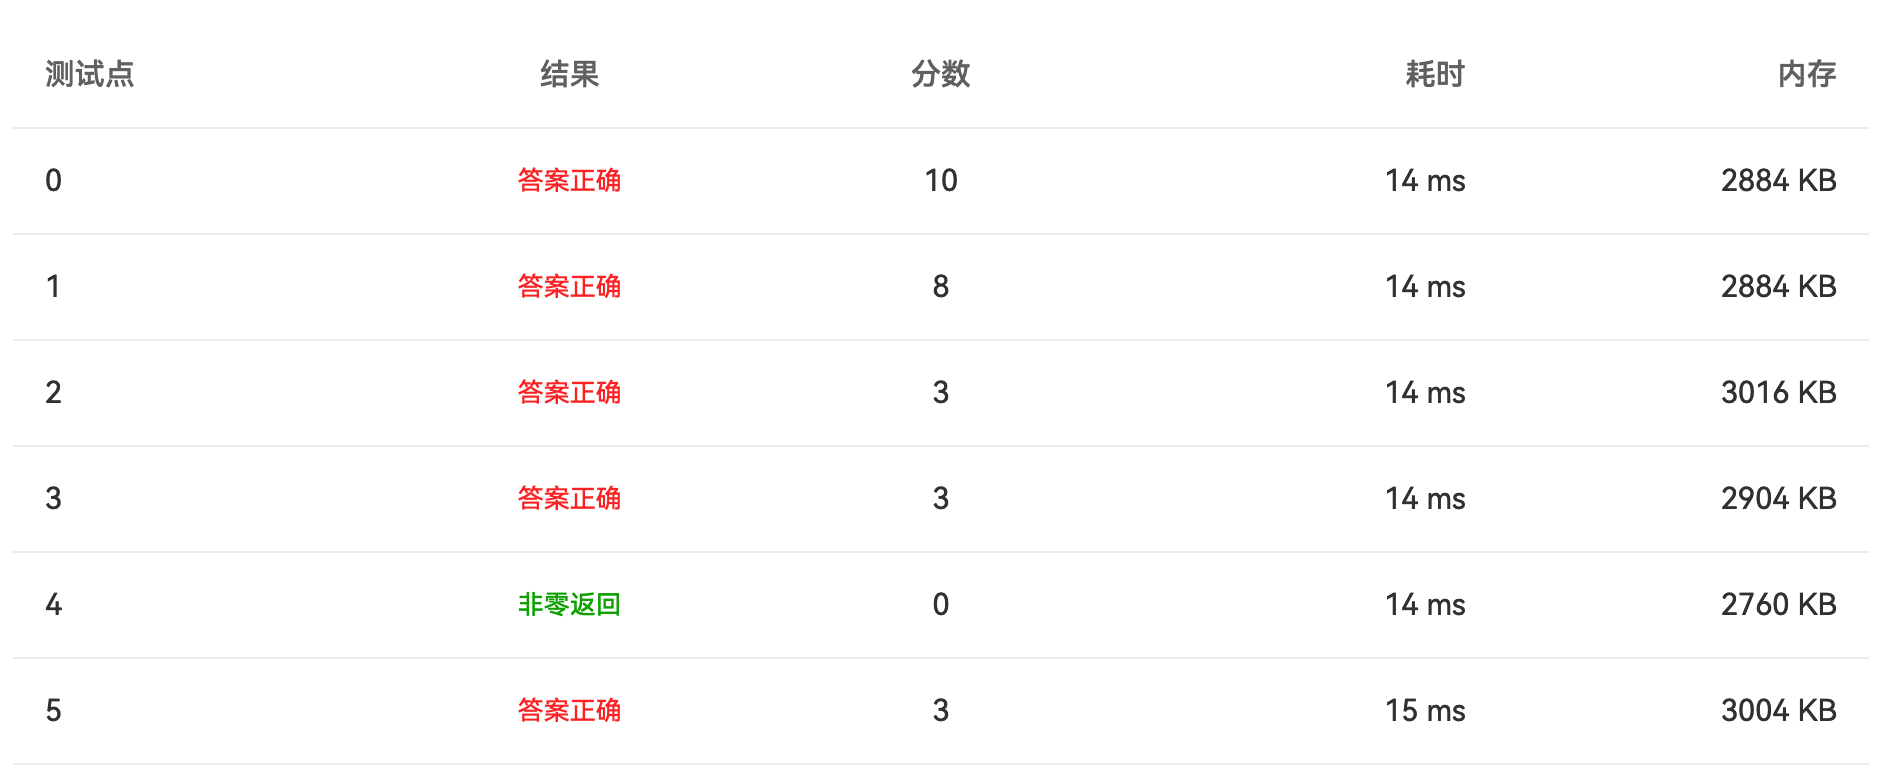 测试点 结果 分数 耗时 内存
0 答案正确 10 14 ms 2884 KB
1 答案正确 8 14 ms 2884 KB
2 答案正确 3 14 ms 3016 KB
3 答案正确 3 14 ms 2904 KB
4 非零返回 0 14 ms 2760 KB
5 答案正确 3 15 ms 3004 KB